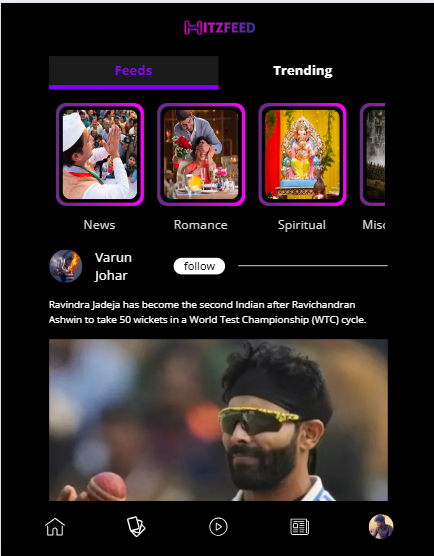 HITZFEED
Feeds
Trending
News
Romance
Spiritual
Misc
Varun
Johar
follow
Ravindra Jadeja has become the second Indian after Ravichandran
Ashwin to take 50 wickets in a World Test Championship (WTC) cycle.